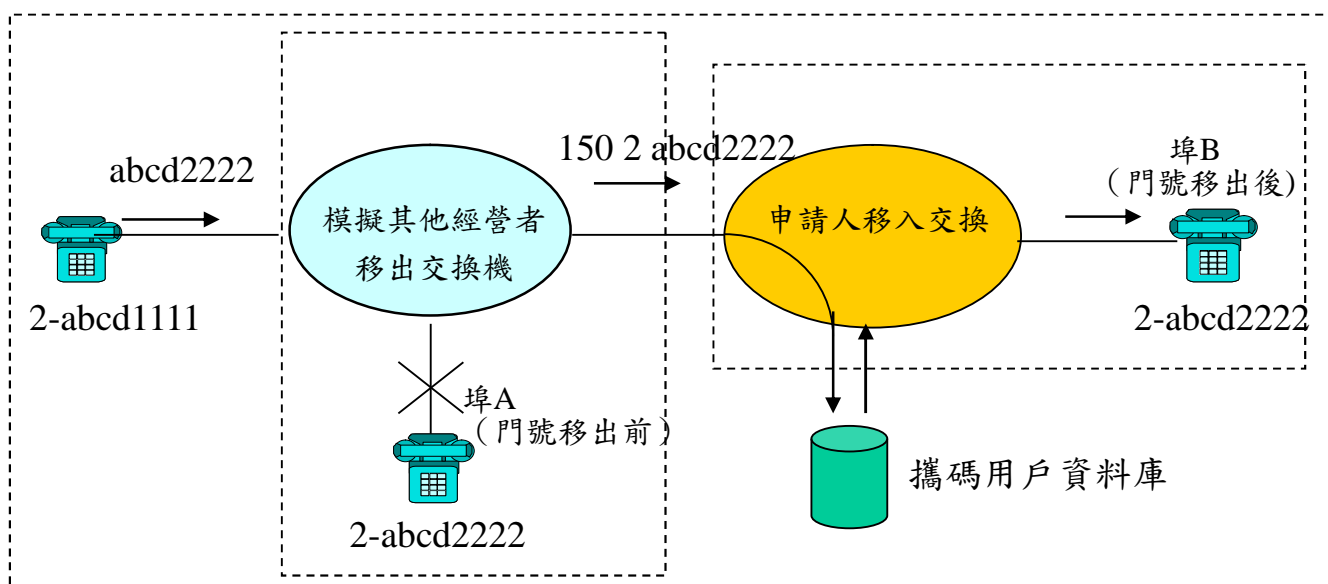 abcd2222
2-abcd1111
模擬其他經營者
移出交換機
150 2 abcd2222
申請人移入交換
埠B
（門號移出後)
2-abcd2222
埠A
（門號移出前）
2-abcd2222
攜碼用戶資料庫